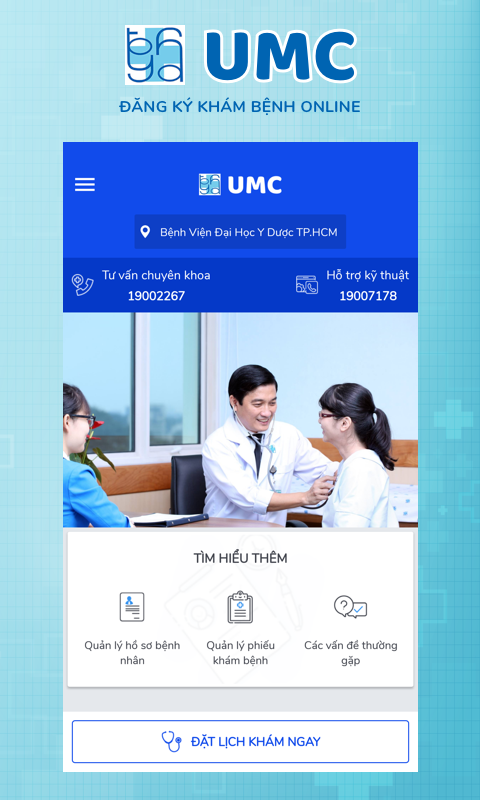 UMC
ĐĂNG KÝ KHÁM BỆNH ONLINE
UMC
Bệnh Viện Đại Học Y Dược TP.HCM
Tư vấn chuyên khoa
19002267
Hỗ trợ kỹ thuật
19007178
TÌM HIỂU THÊM
Quản lý hồ sơ bệnh
nhân
Quản lý phiếu
khám bệnh
Các vấn đề thường
gặp
ĐẶT LỊCH KHÁM NGAY